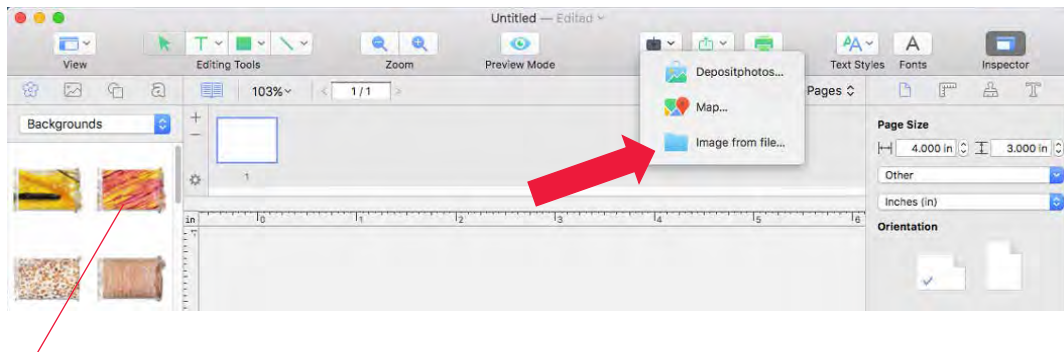 Untitled — Edited
View
Editing Tools
Zoom
Preview Mode
Text Styles
Fonts
Inspector
Depositphotos...
Map...
Image from file...
103%
1 / 1
Pages
Backgrounds
1
Page Size
4.000 in
3.000 in
Other
Inches (in)
Orientation
in
0
1
2
3
4
5
6